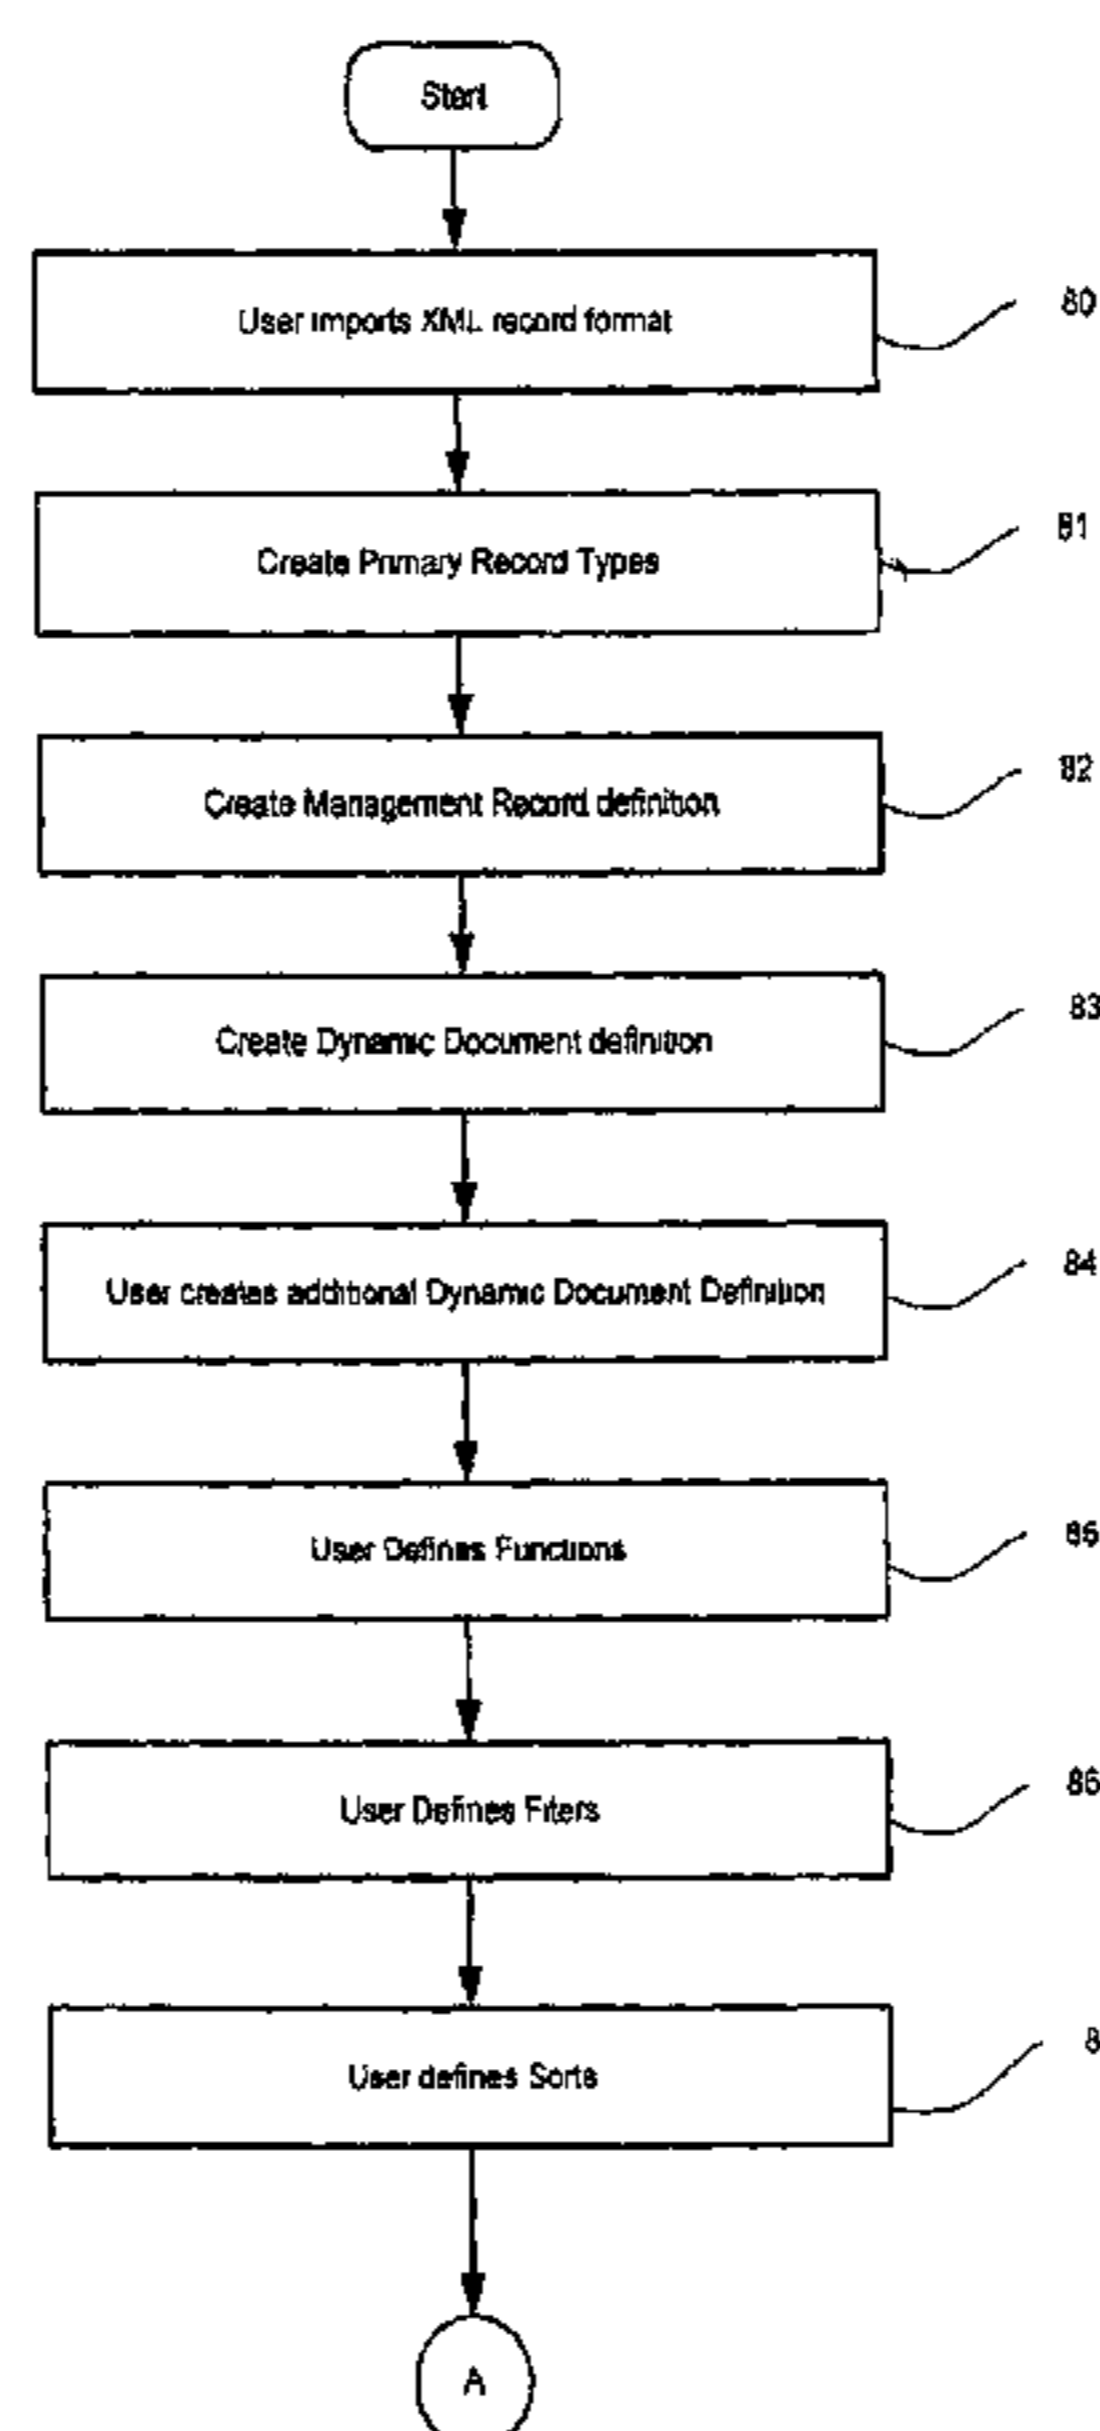 Start
User imports XML record format
80
Create Primary Record Types
81
Create Management Record definition
82
Create Dynamic Document definition
83
User creates additional Dynamic Document Definition
84
User Defines Functions
User Defines Filters
86
User defines Sorts
8
A